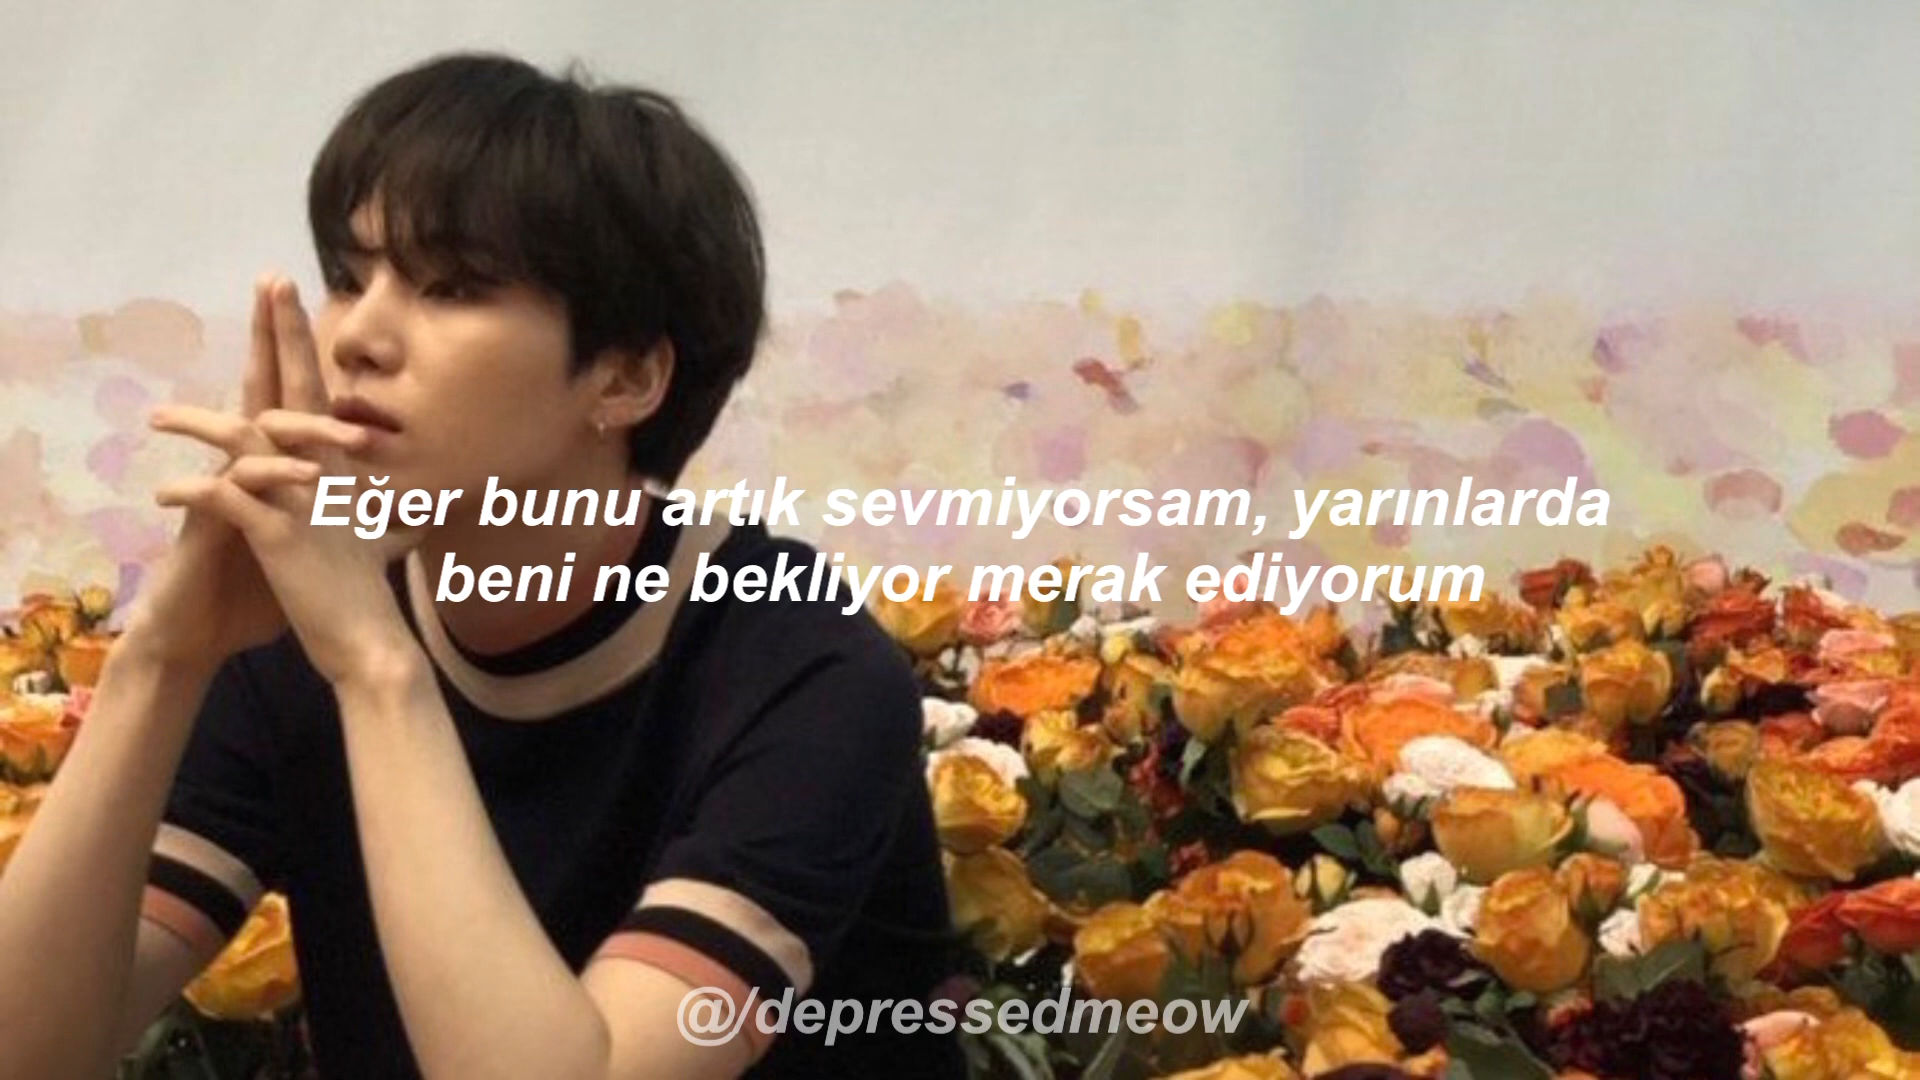 Eğer bunu artık sevmiyorsam, yarınlarda
beni ne bekliyor merak ediyorum
@/depressedmeow